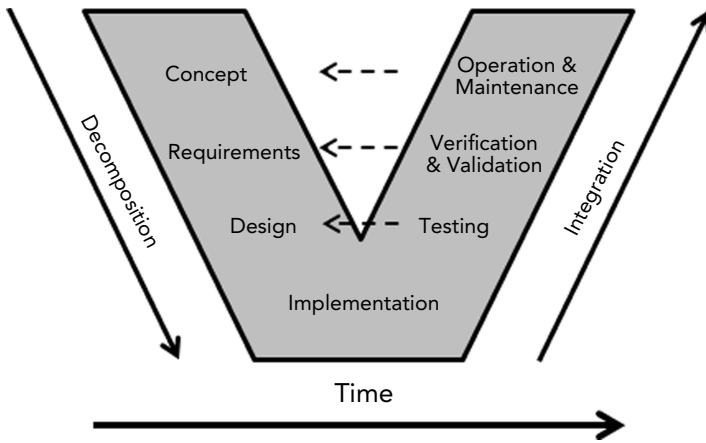 Concept
Operation &
Maintenance
Decomposition
Requirements
Verification
& Validation
Integration
Design
Testing
Implementation
Time